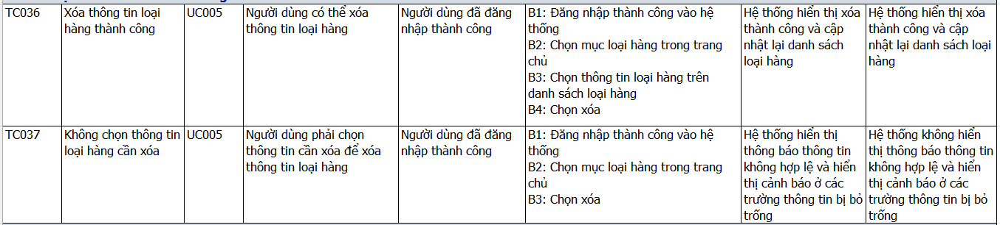 TC036
Xóa thông tin loại
hàng thành công
UC005
Người dùng có thể xóa
thông tin loại hàng
Người dùng đã đăng
nhập thành công
B1: Đăng nhập thành công vào hệ
thống
B2: Chọn mục loại hàng trong trang
chủ
B3: Chọn thông tin loại hàng trên
danh sách loại hàng
B4: Chọn xóa
Hệ thống hiển thị xóa
thành công và cập
nhật lại danh sách
loại hàng
Hệ thống hiển thị xóa
thành công và cập
nhật lại danh sách loại
hàng
TC037
Không chọn thông tin
loại hàng cần xóa
UC005
Người dùng phải chọn
thông tin cần xóa để xóa
thông tin loại hàng
Người dùng đã đăng
nhập thành công
B1: Đăng nhập thành công vào hệ
thống
B2: Chọn mục loại hàng trong trang
chủ
B3: Chọn xóa
Hệ thống hiển thị
thông báo thông tin
không hợp lệ và hiển
thị cảnh báo ở các
trường thông tin bị bỏ
trống
Hệ thống không hiển
thị thông báo thông tin
không hợp lệ và hiển
thị cảnh báo ở các
trường thông tin bị bỏ
trống